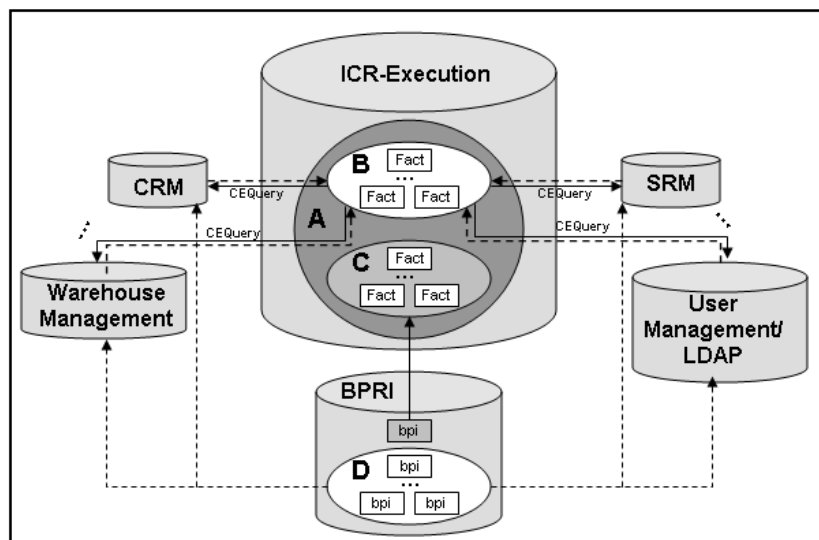 ICR-Execution
B
Fact
...
Fact Fact
CRM
SRM
CEQuery
CEQuery
A
CEQuery
CEQuery
...
...
C
Fact
...
Fact Fact
Warehouse
Management
User
Management/
LDAP
BPRI
bpi
D
bpi
...
bpi bpi